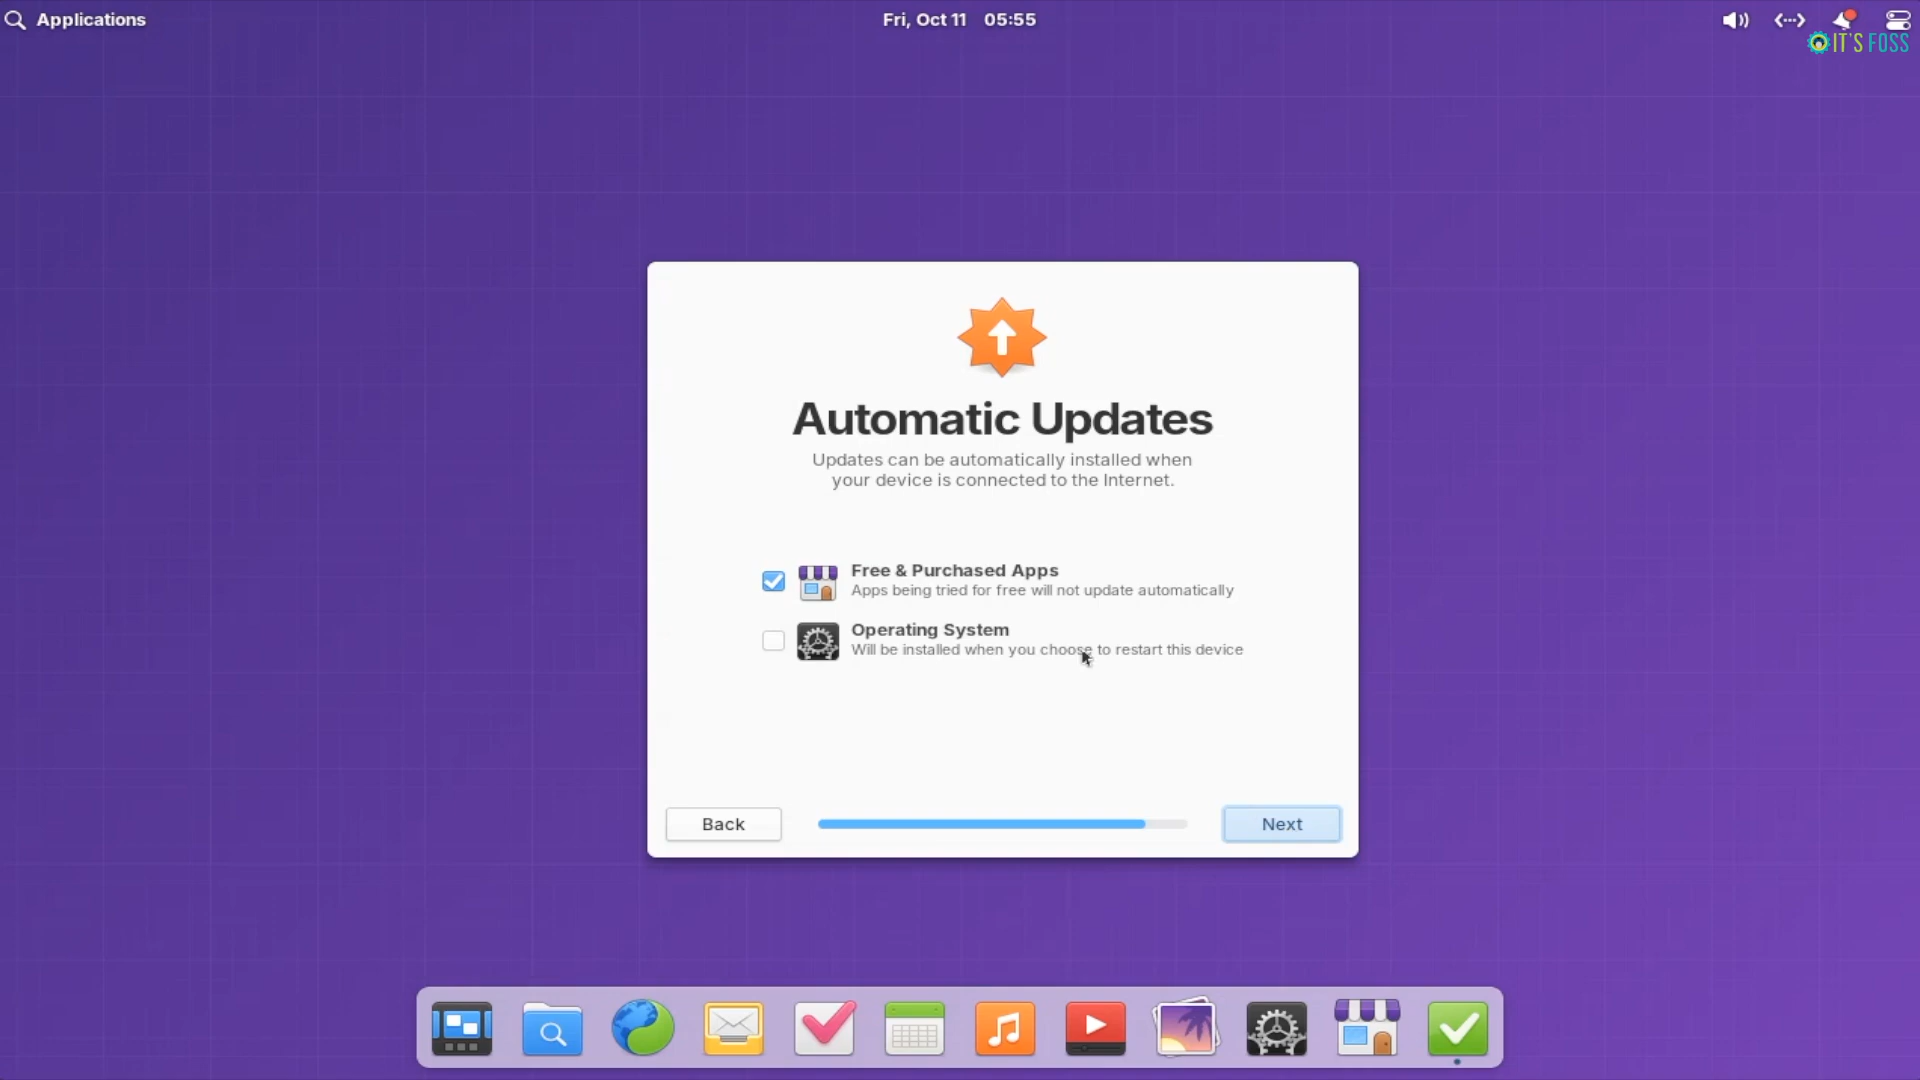 Applications
Fri, Oct 11 05:55
IT'S FOSS
Automatic Updates
Updates can be automatically installed when
your device is connected to the Internet.
Free & Purchased Apps
Apps being tried for free will not update automatically
Operating System
Will be installed when you choose to restart this device
Back
Next